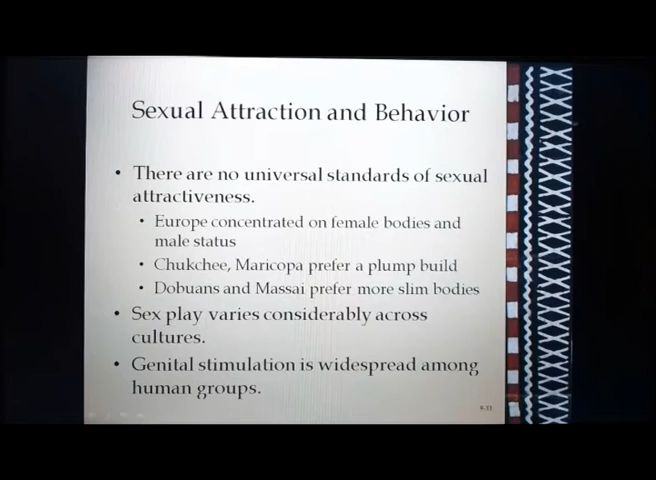 Sexual Attraction and Behavior
• There are no universal standards of sexual
attractiveness.
• Europe concentrated on female bodies and
male status
• Chukchee, Maricopa prefer a plump build
• Dobuans and Massai prefer more slim bodies
• Sex play varies considerably across
cultures.
• Genital stimulation is widespread among
human groups.